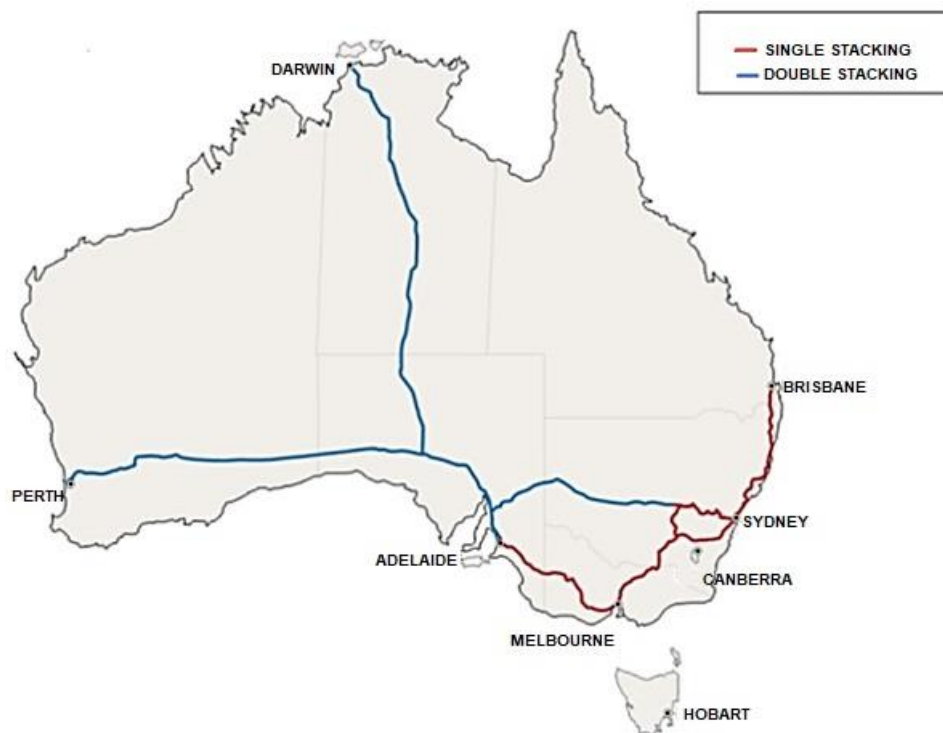 SINGLE STACKING
DOUBLE STACKING
DARWIN
BRISBANE
PERTH
SYDNEY
ADELAIDE
CANBERRA
MELBOURNE
HOBART